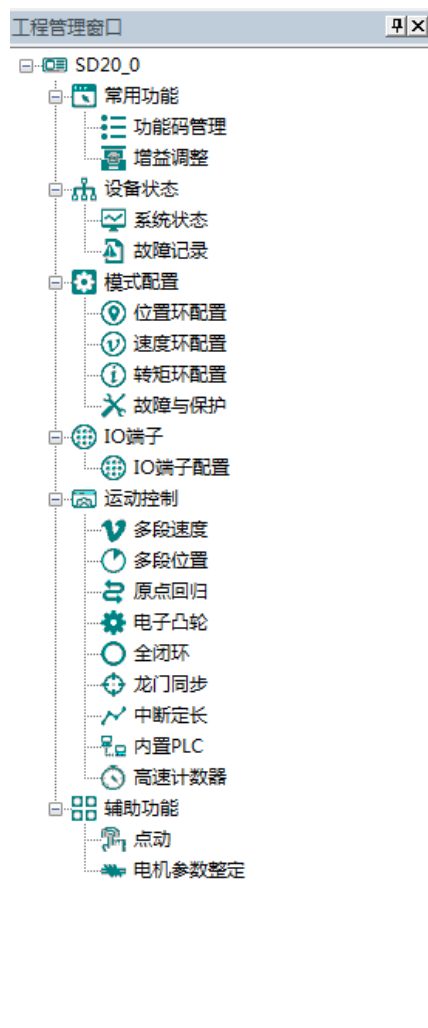 工程管理窗口
SD20_0
常用功能
功能码管理
增益调整
设备状态
系统状态
故障记录
模式配置
位置环配置
速度环配置
转矩环配置
故障与保护
IO端子
IO端子配置
运动控制
多段速度
多段位置
原点回归
电子凸轮
全闭环
龙门同步
中断定长
内置PLC
高速计数器
辅助功能
点动
电机参数整定